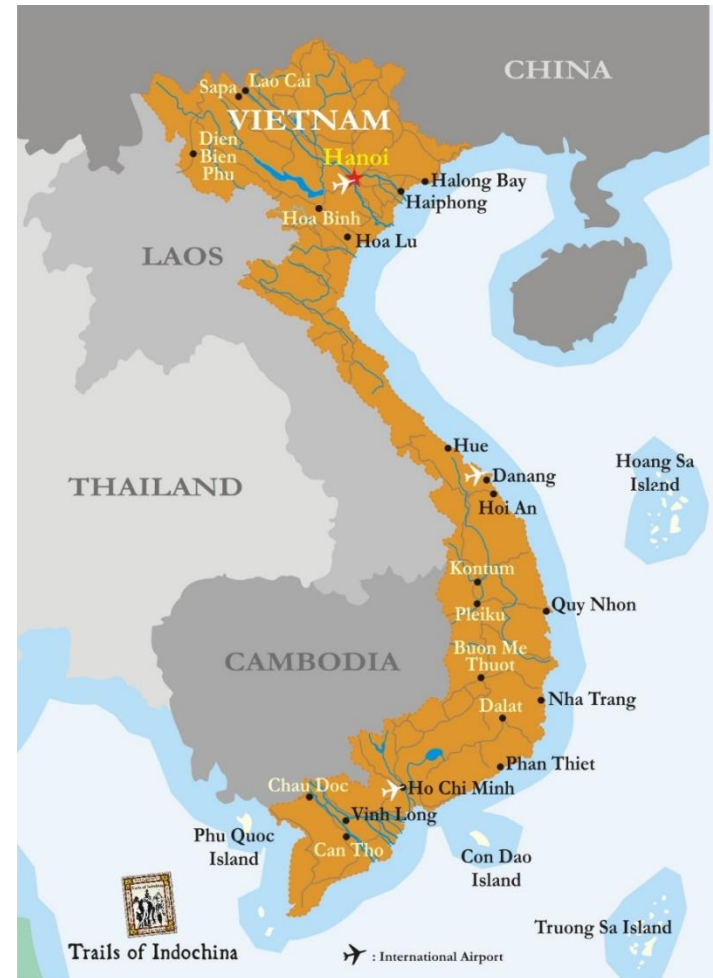 CHINA
Lao Cai
Sapa
VIETNAM
Dien
Bien
Phu
Hanoi
Halong Bay
Haiphong
Hoa Binh
Hoa Lu
LAOS
Hue
Danang
Hoi An
Hoang Sa
Island
THAILAND
Kontum
Pleiku
Quy Nhon
Buon Me
Thuot
CAMBODIA
Nha Trang
Dalat
Phan Thiet
Chau Doc
Ho Chi Minh
Vinh Long
Phu Quoc
Island
Can Tho
Con Dao
Island
Truong Sa Island
Trails of Indochina
Trails of Indochina
: International Airport